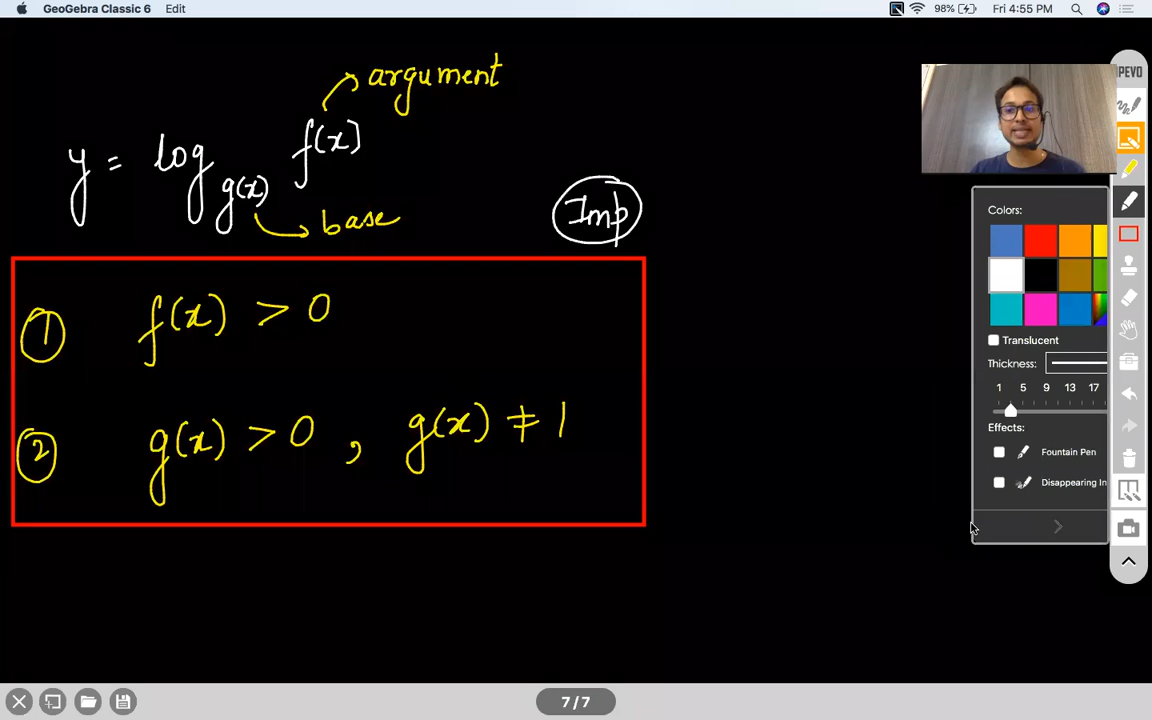 GeoGebra Classic 6 Edit 98% Fri 4:55 PM
argument
y = log g(x) f(x)
base
Imp
① f(x) > 0
② g(x) > 0 , g(x) ≠ 1
Colors:
Translucent
Thickness:
1 5 9 13 17
Effects:
Fountain Pen
Disappearing In
7 / 7